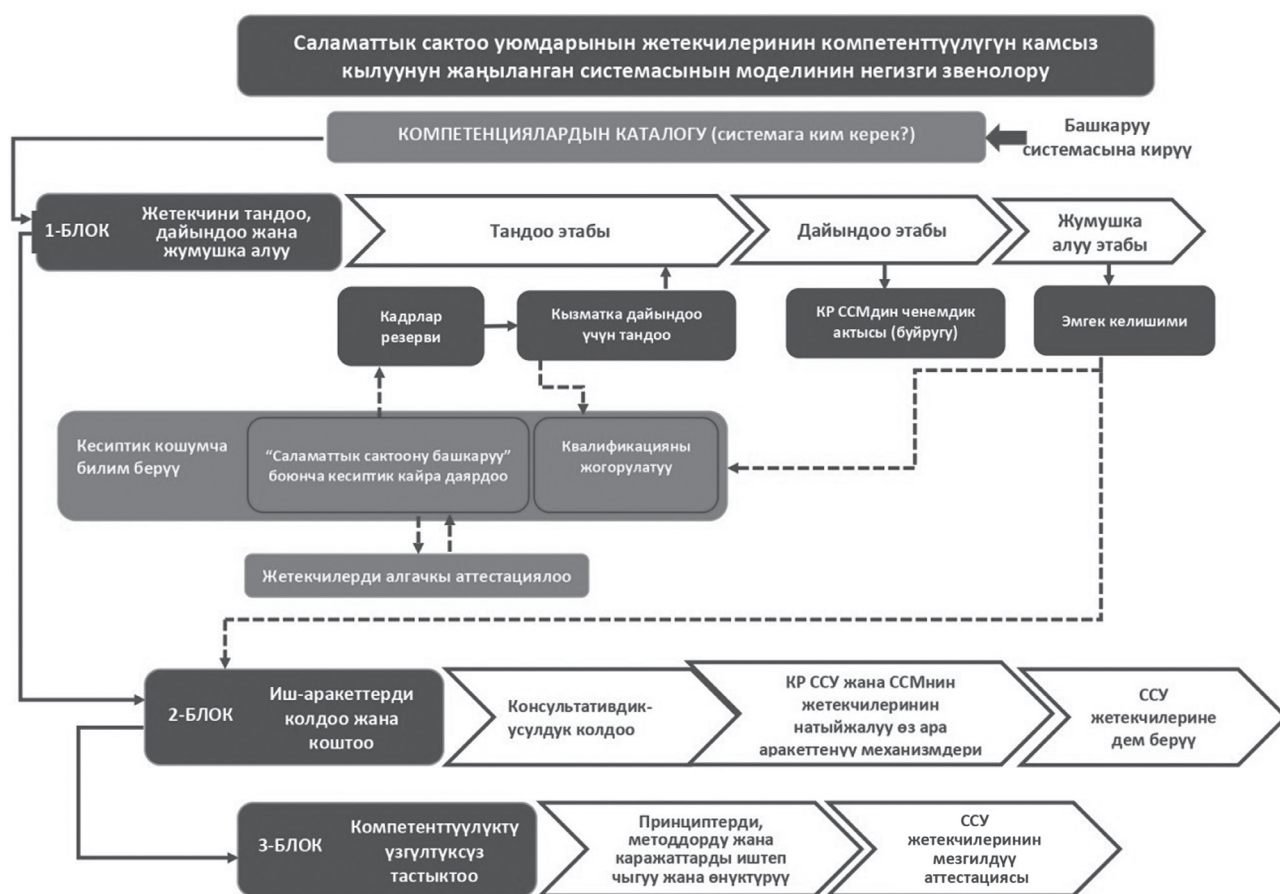 Саламаттык сактоо уюмдарынын жетекчилеринин компетенттүүлүгүн камсыз
кылуунун жаңыланган системасынын моделинин негизги звенолору
КОМПЕТЕНЦИЯЛАРДЫН КАТАЛОГУ (системага ким керек?)
Башкаруу
системасына кирүү
1-БЛОК
Жетекчини тандоо,
дайындоо жана
жумушка алуу
Тандоо этабы
Дайындоо этабы
Жумушка
алуу этабы
Кадрлар
резерви
Кызматка дайындоо
үчүн тандоо
КР ССМдин ченемдик
актысы (буйругу)
Эмгек келишими
Кесиптик кошумча
билим берүү
“Саламаттык сактоону башкаруу”
боюнча кесиптик кайра даярдоо
Квалификацияны
жогорулатуу
Жетекчилерди алгачкы аттестациялоо
2-БЛОК
Иш-аракеттерди
колдоо жана
коштоо
Консультативдик-
усулдук колдоо
КР ССУ жана ССМнин
жетекчилеринин
натыйжалуу өз ара
аракеттенүү механизмдери
ССУ
жетекчилерине
дем берүү
3-БЛОК
Компетенттүүлүктү
үзгүлтүксүз
тастыктоо
Принциптерди,
методдорду жана
каражаттарды иштеп
чыгуу жана өнүктүрүү
ССУ
жетекчилеринин
мезгилдүү
аттестациясы